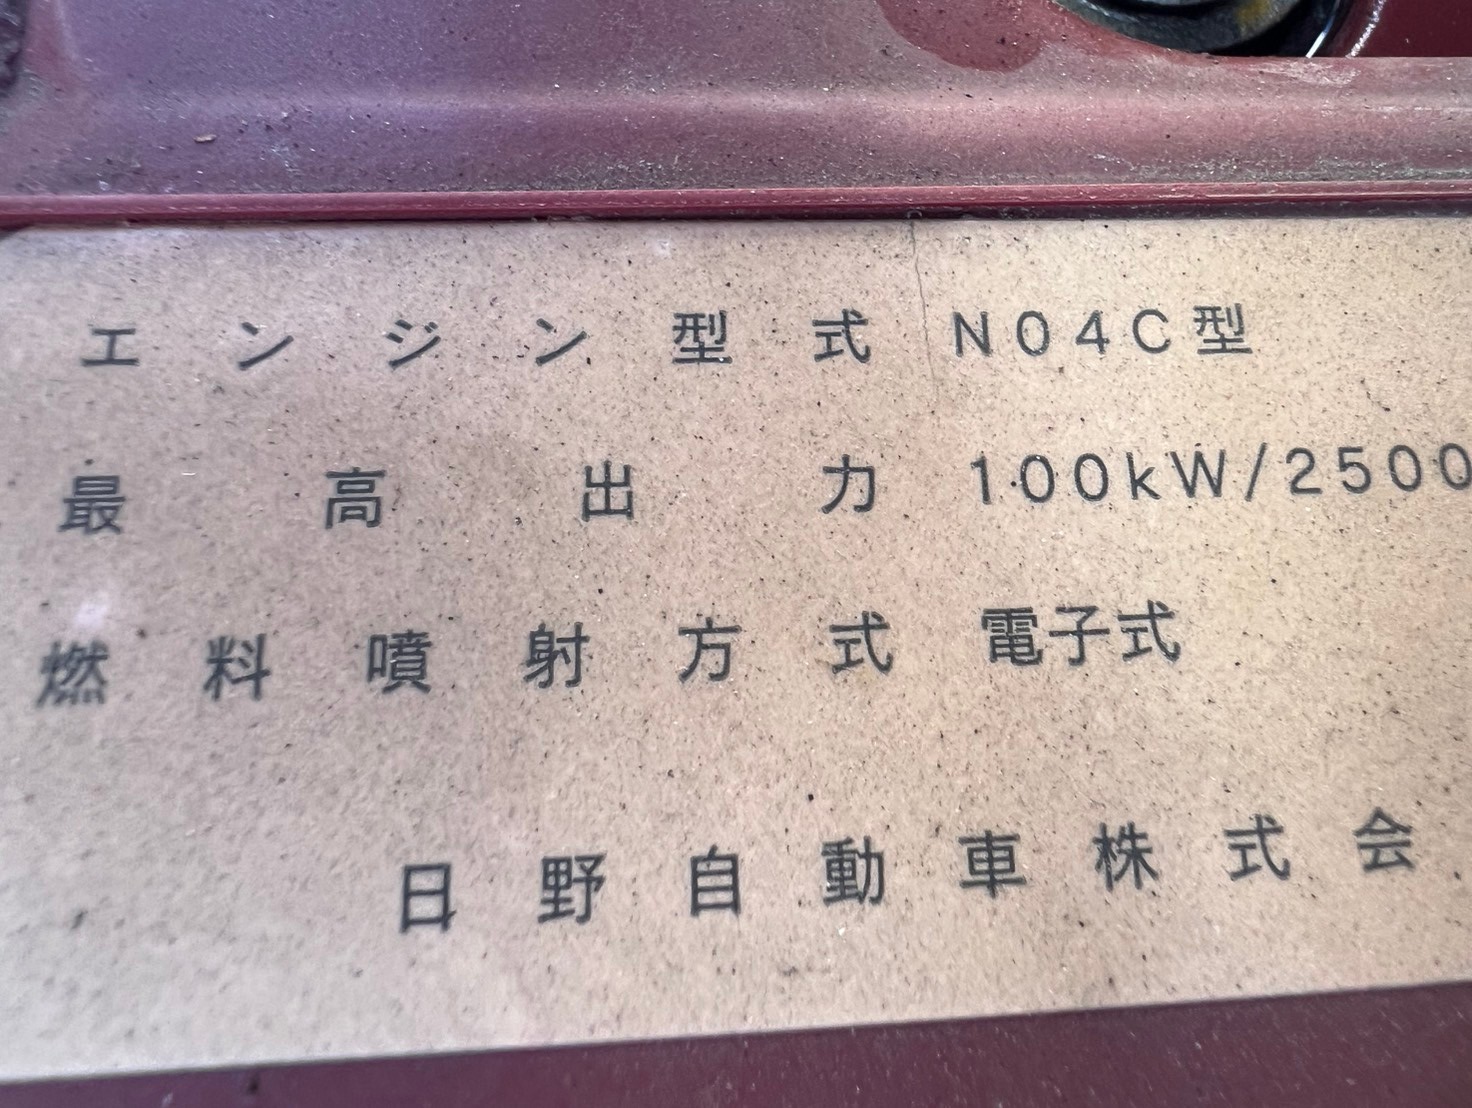 エンジン型式 N04C型
最高出力 100kW/2500
燃料噴射方式 電子式
日野自動車株式会